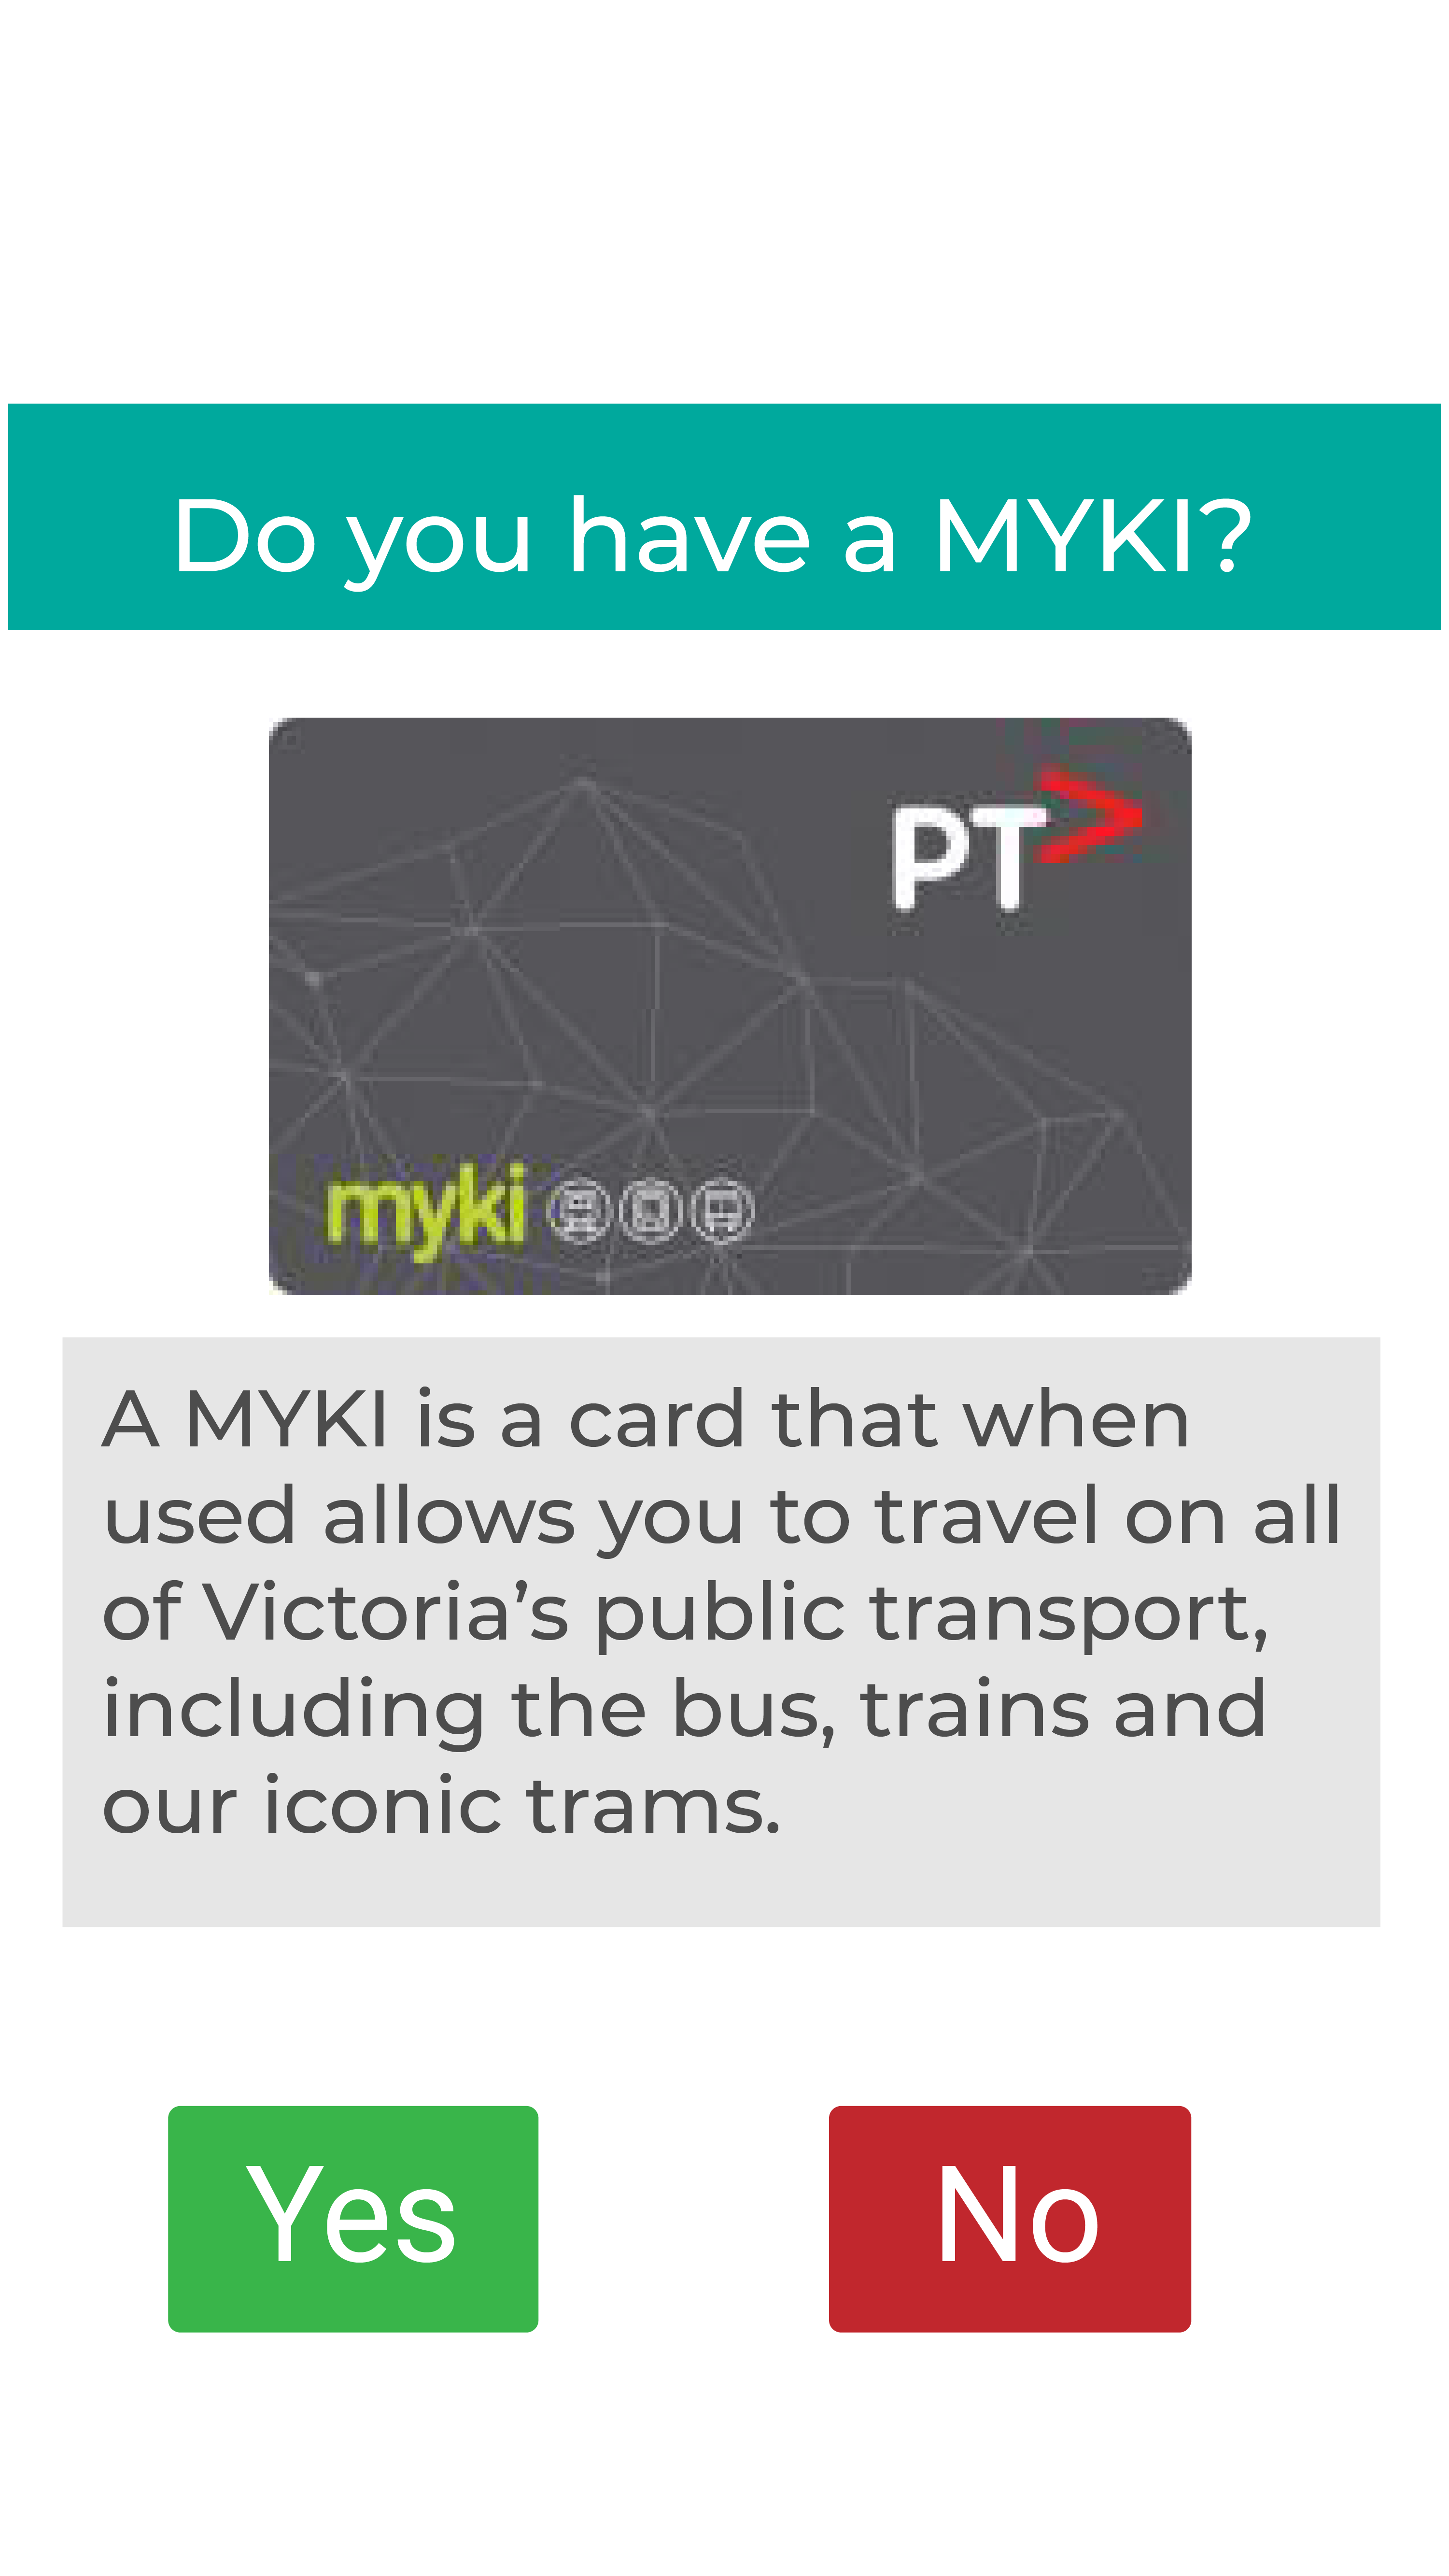 Do you have a MYKI?
PT
myki
A MYKI is a card that when
used allows you to travel on all
of Victoria’s public transport,
including the bus, trains and
our iconic trams.
Yes
No